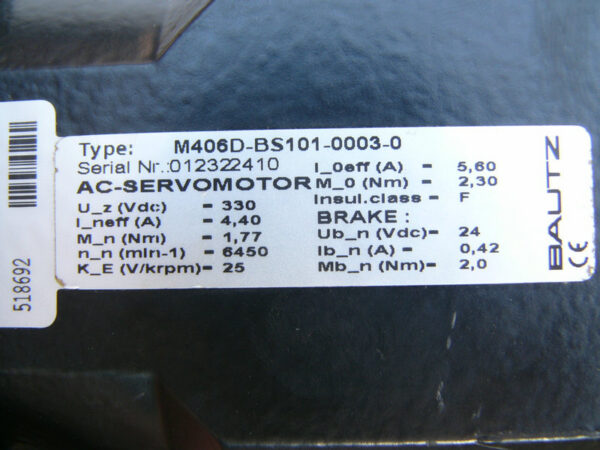 518692
Type: M406D-BS101-0003-0
Serial Nr.:012322410
AC-SERVOMOTOR
U_z (Vdc) = 330
I_neff (A) = 4,40
M_n (Nm) = 1,77
n_n (mIn-1) = 6450
K_E (V/krpm)= 25
I_0eff (A) = 5,60
M_0 (Nm) = 2,30
Insul.class = F
BRAKE :
Ub_n (Vdc)= 24
Ib_n (A) = 0,42
Mb_n (Nm)= 2,0
BAUTZ
CE